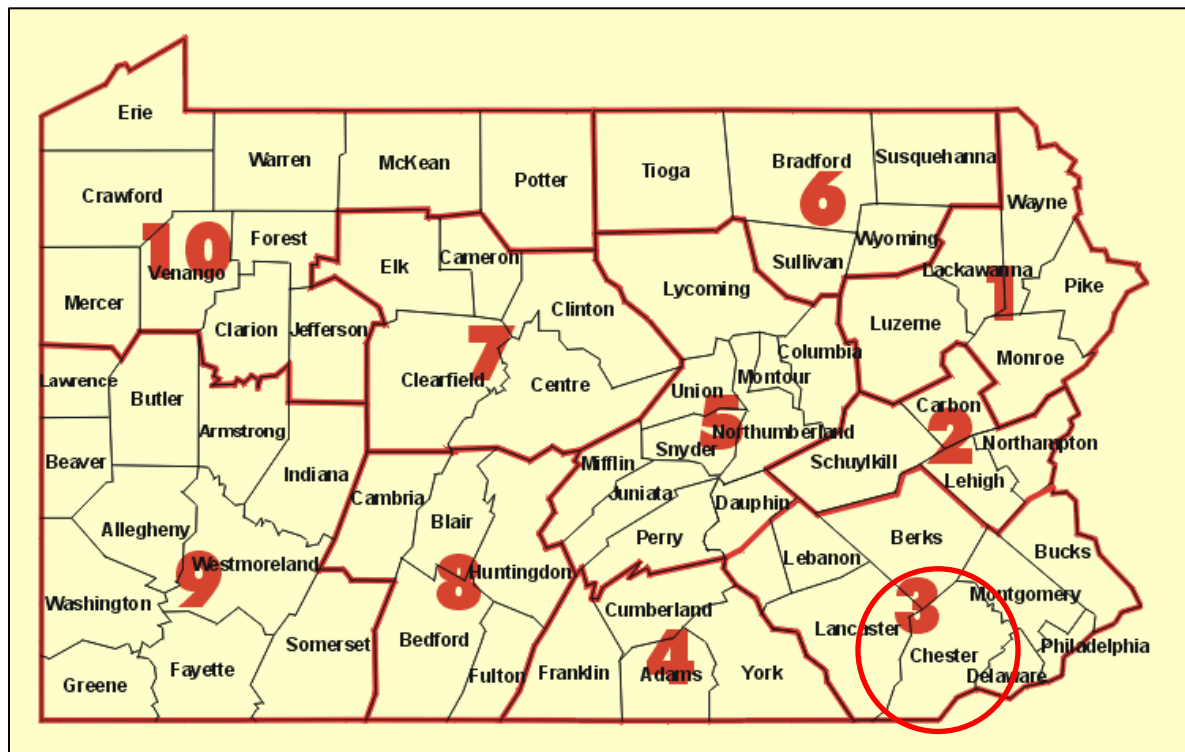 Erie
Warren
McKean
Potter
Tioga
Bradford
Susquehanna
Wayne
Crawford
6
10
Forest
Venango
Elk
Cameron
Sullivan
Wyoming
Lackawanna
1
Pike
Mercer
Clarion
Jefferson
Clinton
Lycoming
Luzerne
7
Columbia
Monroe
Lawrence
Butler
Clearfield
Centre
Union
Montour
Carbon
2
Armstrong
5
Northumberland
Northampton
Beaver
Indiana
Snyder
Mifflin
Schuylkill
Lehigh
Cambria
Juniata
Dauphin
Allegheny
Blair
Perry
Lebanon
Berks
Bucks
Westmoreland
9
8
Huntingdon
Washington
Cumberland
3
Montgomery
Lancaster
Somerset
Bedford
Philadelphia
Fayette
4
Chester
Greene
Fulton
Franklin
Adams
York
Delaware